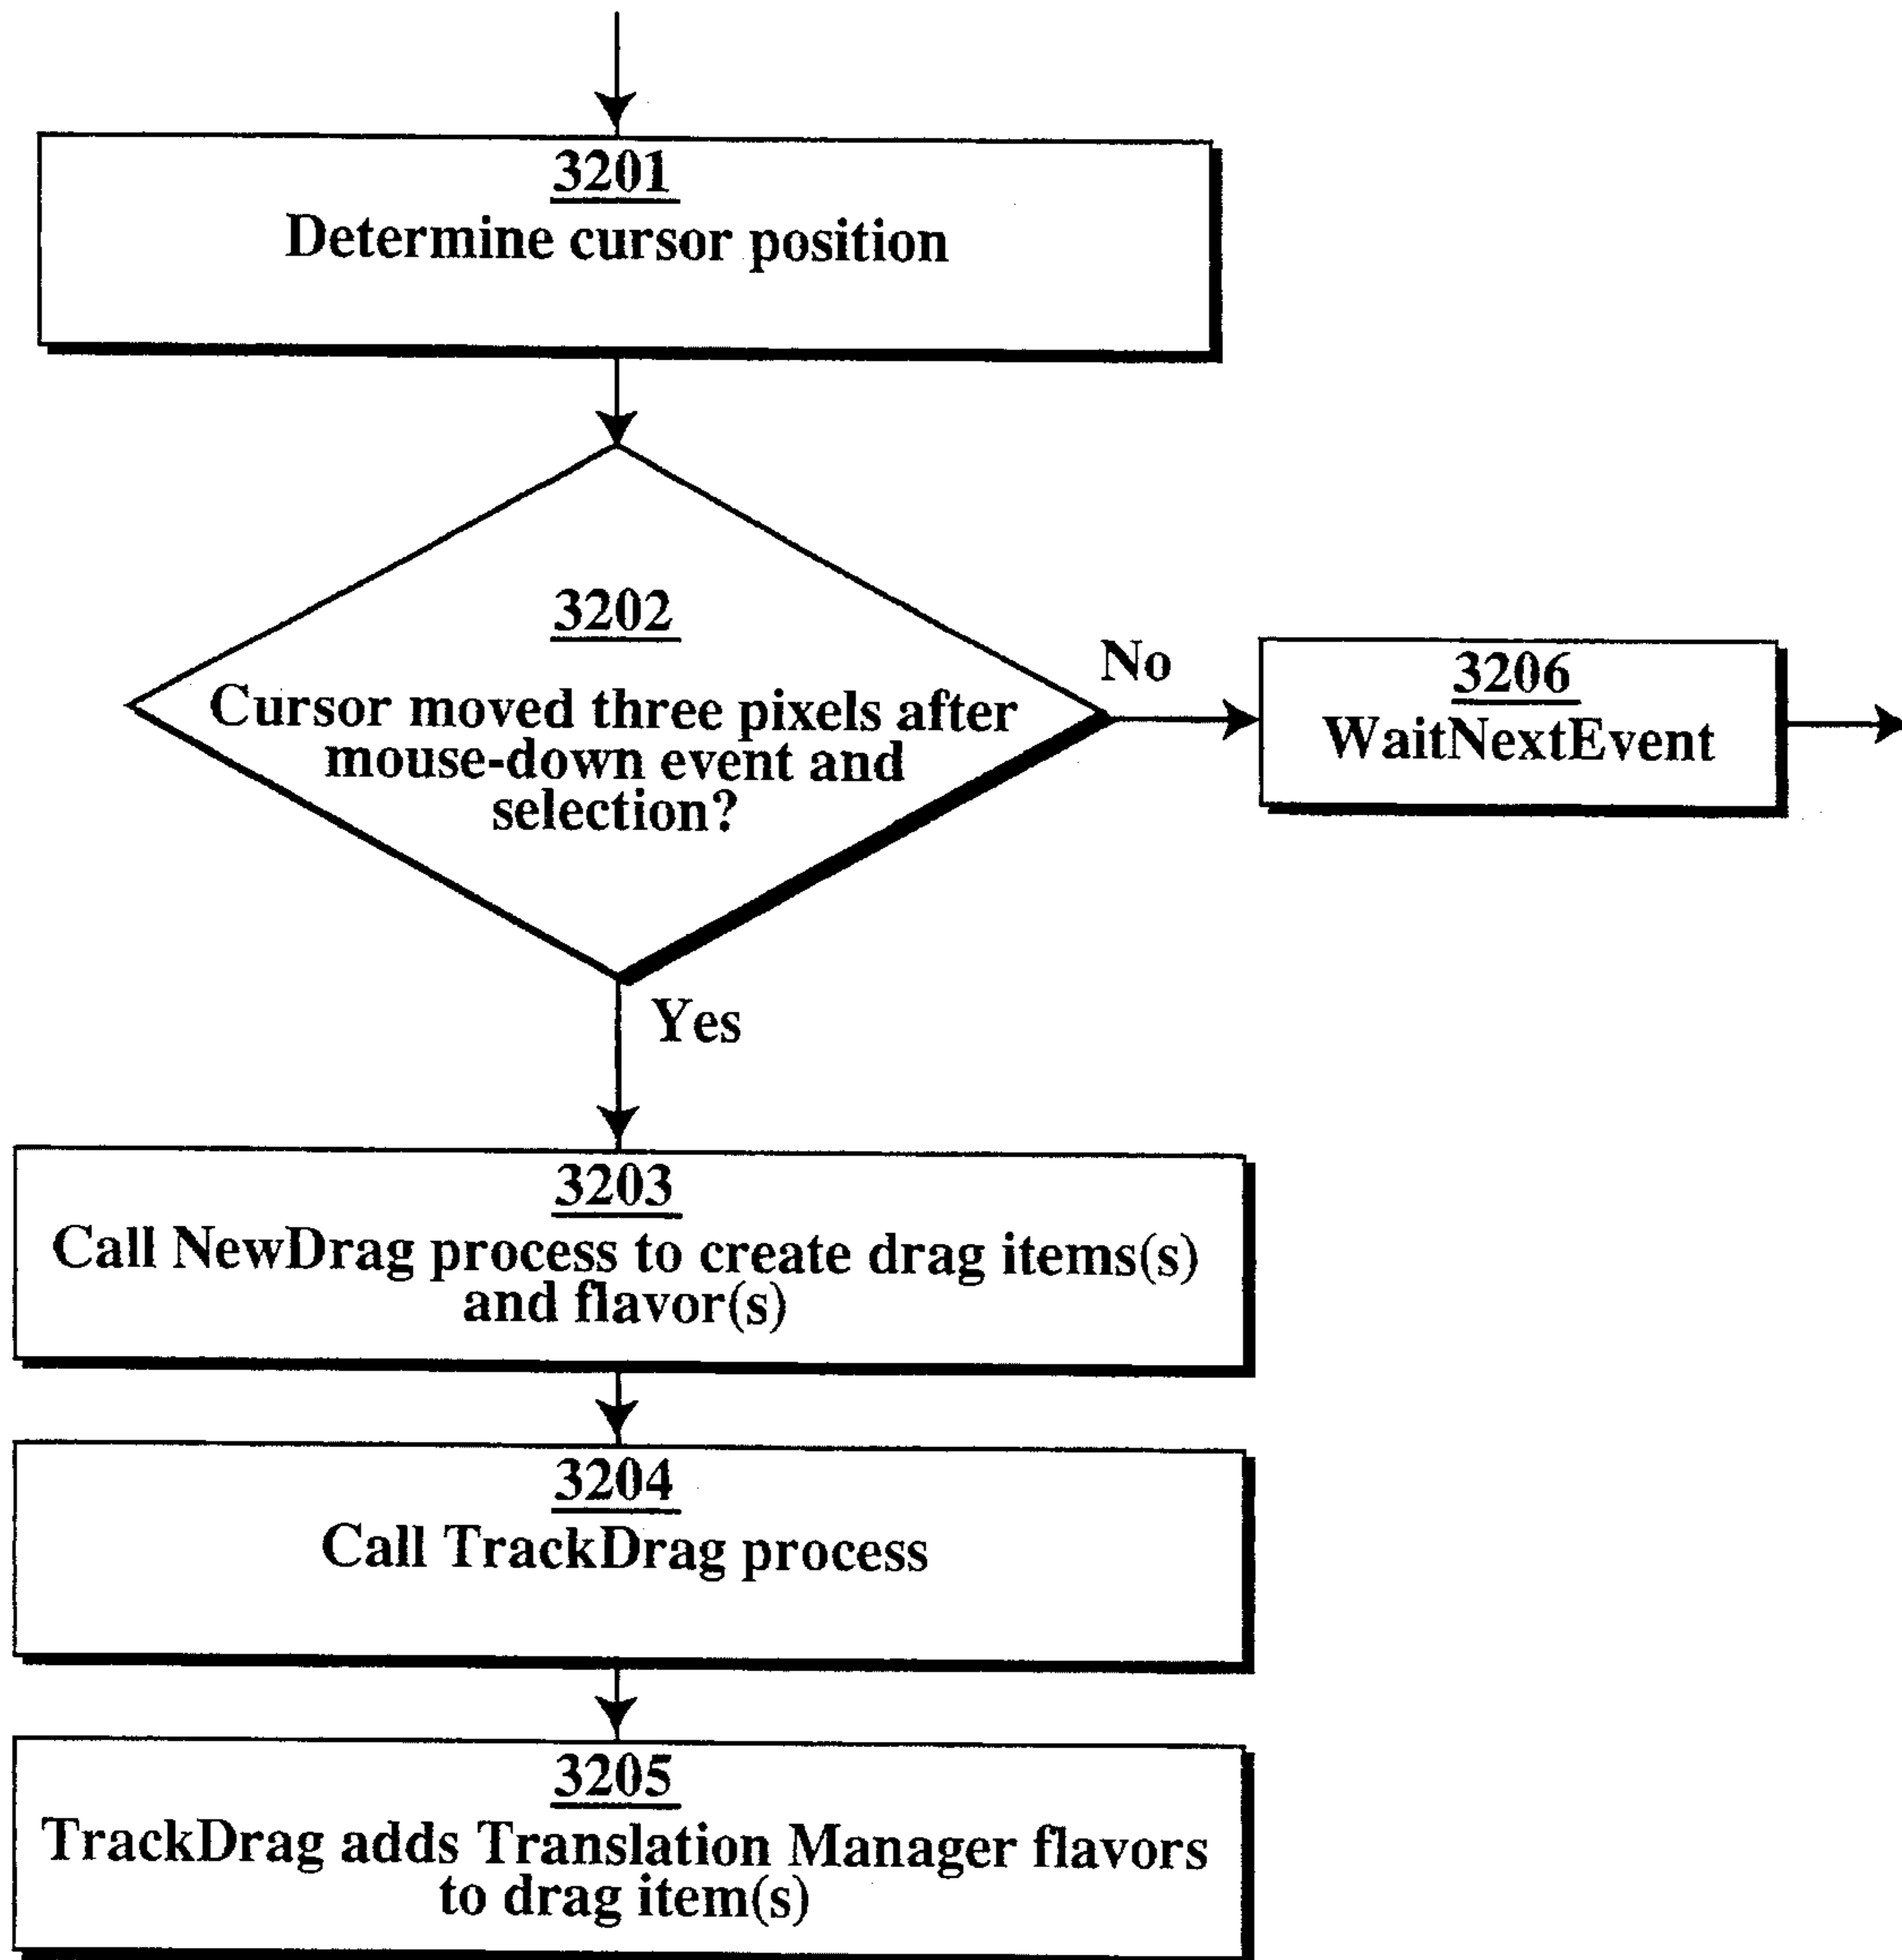 3201
Determine cursor position
3202
Cursor moved three pixels after
mouse-down event and
selection?
No
3206
WaitNextEvent
Yes
3203
Call NewDrag process to create drag items(s)
and flavor(s)
3204
Call TrackDrag process
3205
TrackDrag adds Translation Manager flavors
to drag item(s)